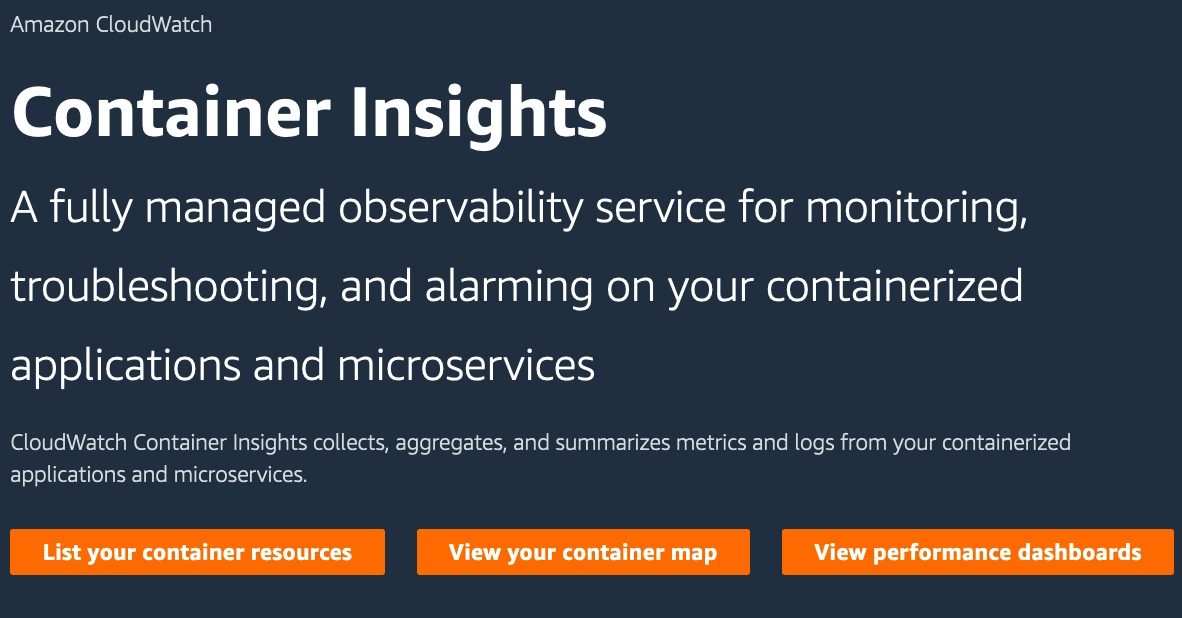 Amazon CloudWatch
Container Insights
A fully managed observability service for monitoring,
troubleshooting, and alarming on your containerized
applications and microservices
CloudWatch Container Insights collects, aggregates, and summarizes metrics and logs from your containerized
applications and microservices.
List your container resources
View your container map
View performance dashboards